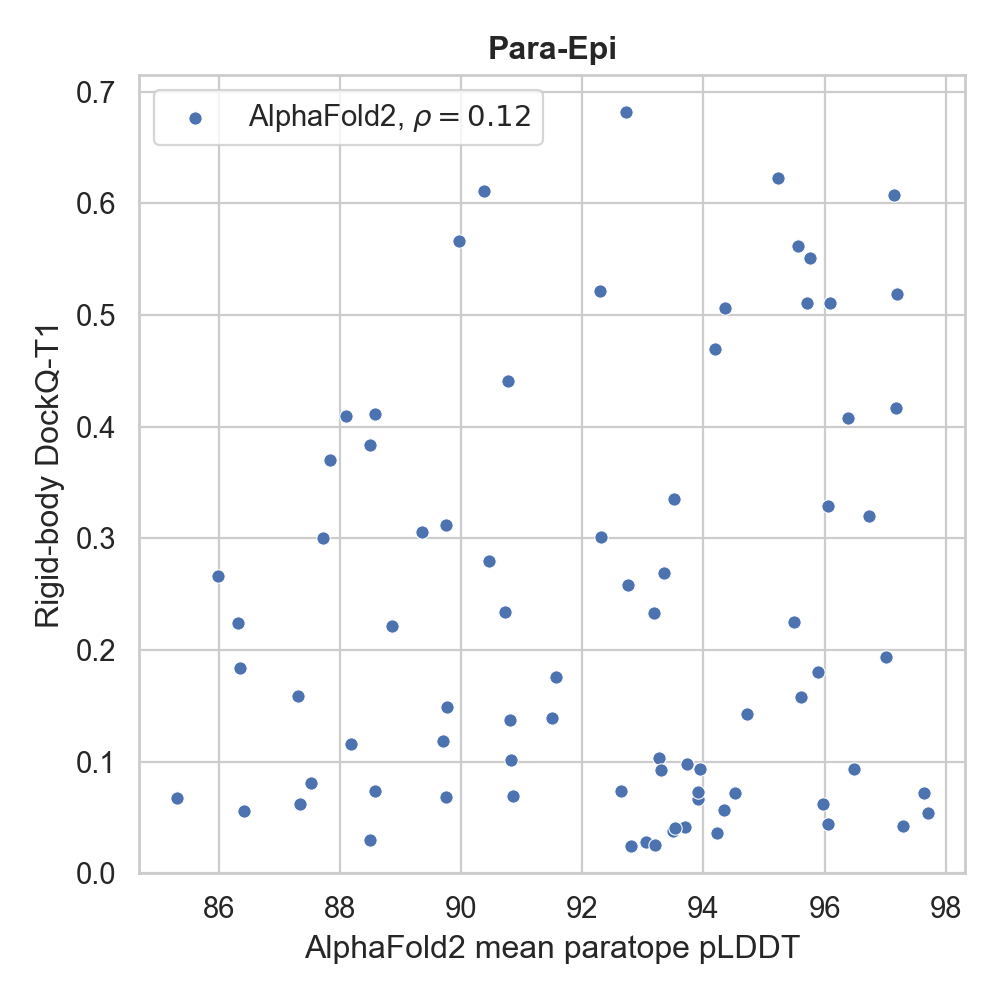 Para-Epi
AlphaFold2, ρ = 0.12
Rigid-body DockQ-T1
0.7
0.6
0.5
0.4
0.3
0.2
0.1
0.0
86 88 90 92 94 96 98
AlphaFold2 mean paratope pLDDT